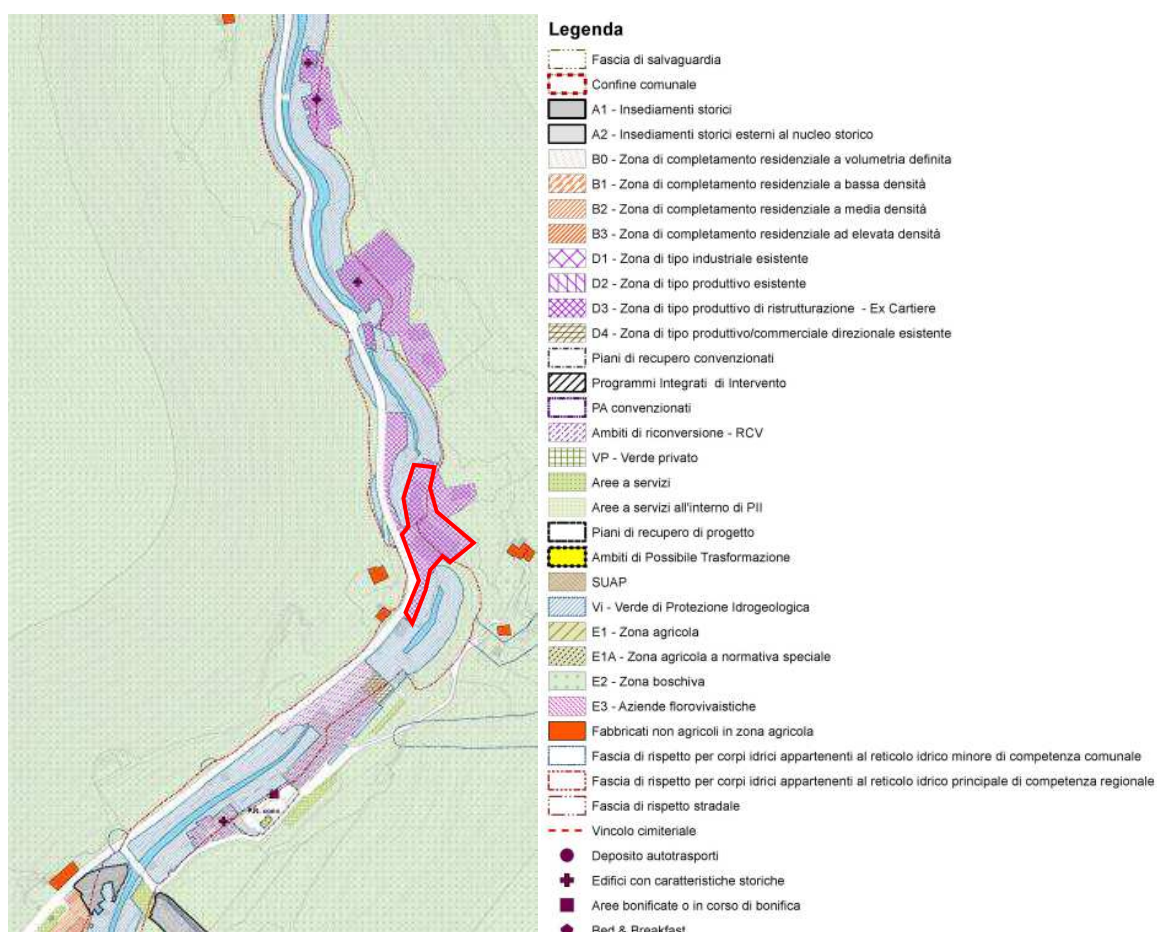 Legenda
Fascia di salvaguardia
Confine comunale
A1 - Insediamenti storici
A2 - Insediamenti storici esterni al nucleo storico
B0 - Zona di completamento residenziale a volumetria definita
B1 - Zona di completamento residenziale a bassa densità
B2 - Zona di completamento residenziale a media densità
B3 - Zona di completamento residenziale ad elevata densità
D1 - Zona di tipo industriale esistente
D2 - Zona di tipo produttivo esistente
D3 - Zona di tipo produttivo di ristrutturazione - Ex Cartiere
D4 - Zona di tipo produttivo/commerciale direzionale esistente
Piani di recupero convenzionati
Programmi Integrati di Intervento
PA convenzionati
Ambiti di riconversione - RCV
VP - Verde privato
Aree a servizi
Aree a servizi all'interno di PII
Piani di recupero di progetto
Ambiti di Possibile Trasformazione
SUAP
Vi - Verde di Protezione Idrogeologica
E1 - Zona agricola
E1A - Zona agricola a normativa speciale
E2 - Zona boschiva
E3 - Aziende florovivaistiche
Fabbricati non agricoli in zona agricola
Fascia di rispetto per corpi idrici appartenenti al reticolo idrico minore di competenza comunale
Fascia di rispetto per corpi idrici appartenenti al reticolo idrico principale di competenza regionale
Fascia di rispetto stradale
Vincolo cimiteriale
Deposito autotrasporti
Edifici con caratteristiche storiche
Aree bonificate o in corso di bonifica
Bed & Breakfast